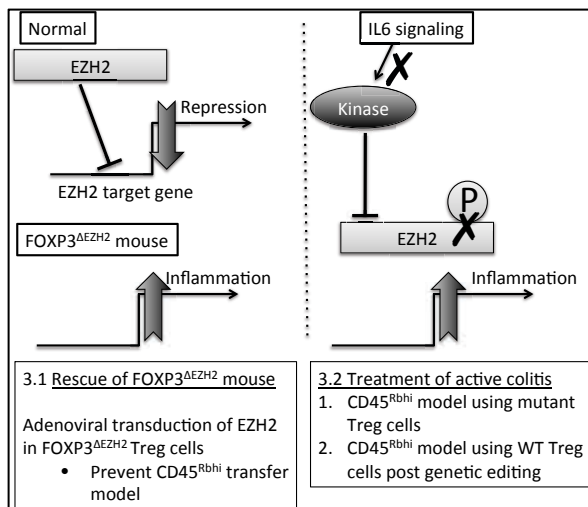 Normal
EZH2
Repression
EZH2 target gene
FOXP3ΔEZH2 mouse
Inflammation
3.1 Rescue of FOXP3ΔEZH2 mouse
Adenoviral transduction of EZH2
in FOXP3ΔEZH2 Treg cells
▪ Prevent CD45Rbhi transfer
model
IL6 signaling
X
Kinase
P
X
EZH2
Inflammation
3.2 Treatment of active colitis
1. CD45Rbhi model using mutant
Treg cells
2. CD45Rbhi model using WT Treg
cells post genetic editing